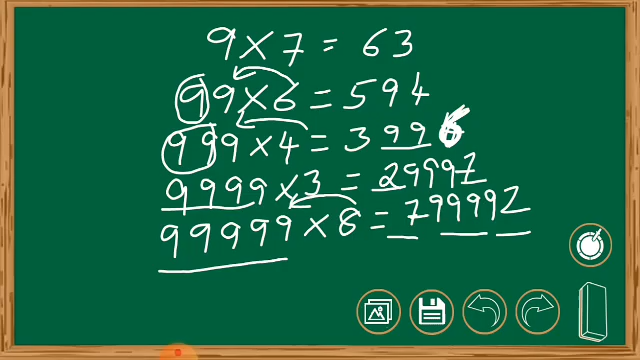 9 × 7 = 63
99 × 6 = 594
999 × 4 = 3996
9999 × 3 = 29997
99999 × 8 = 799992